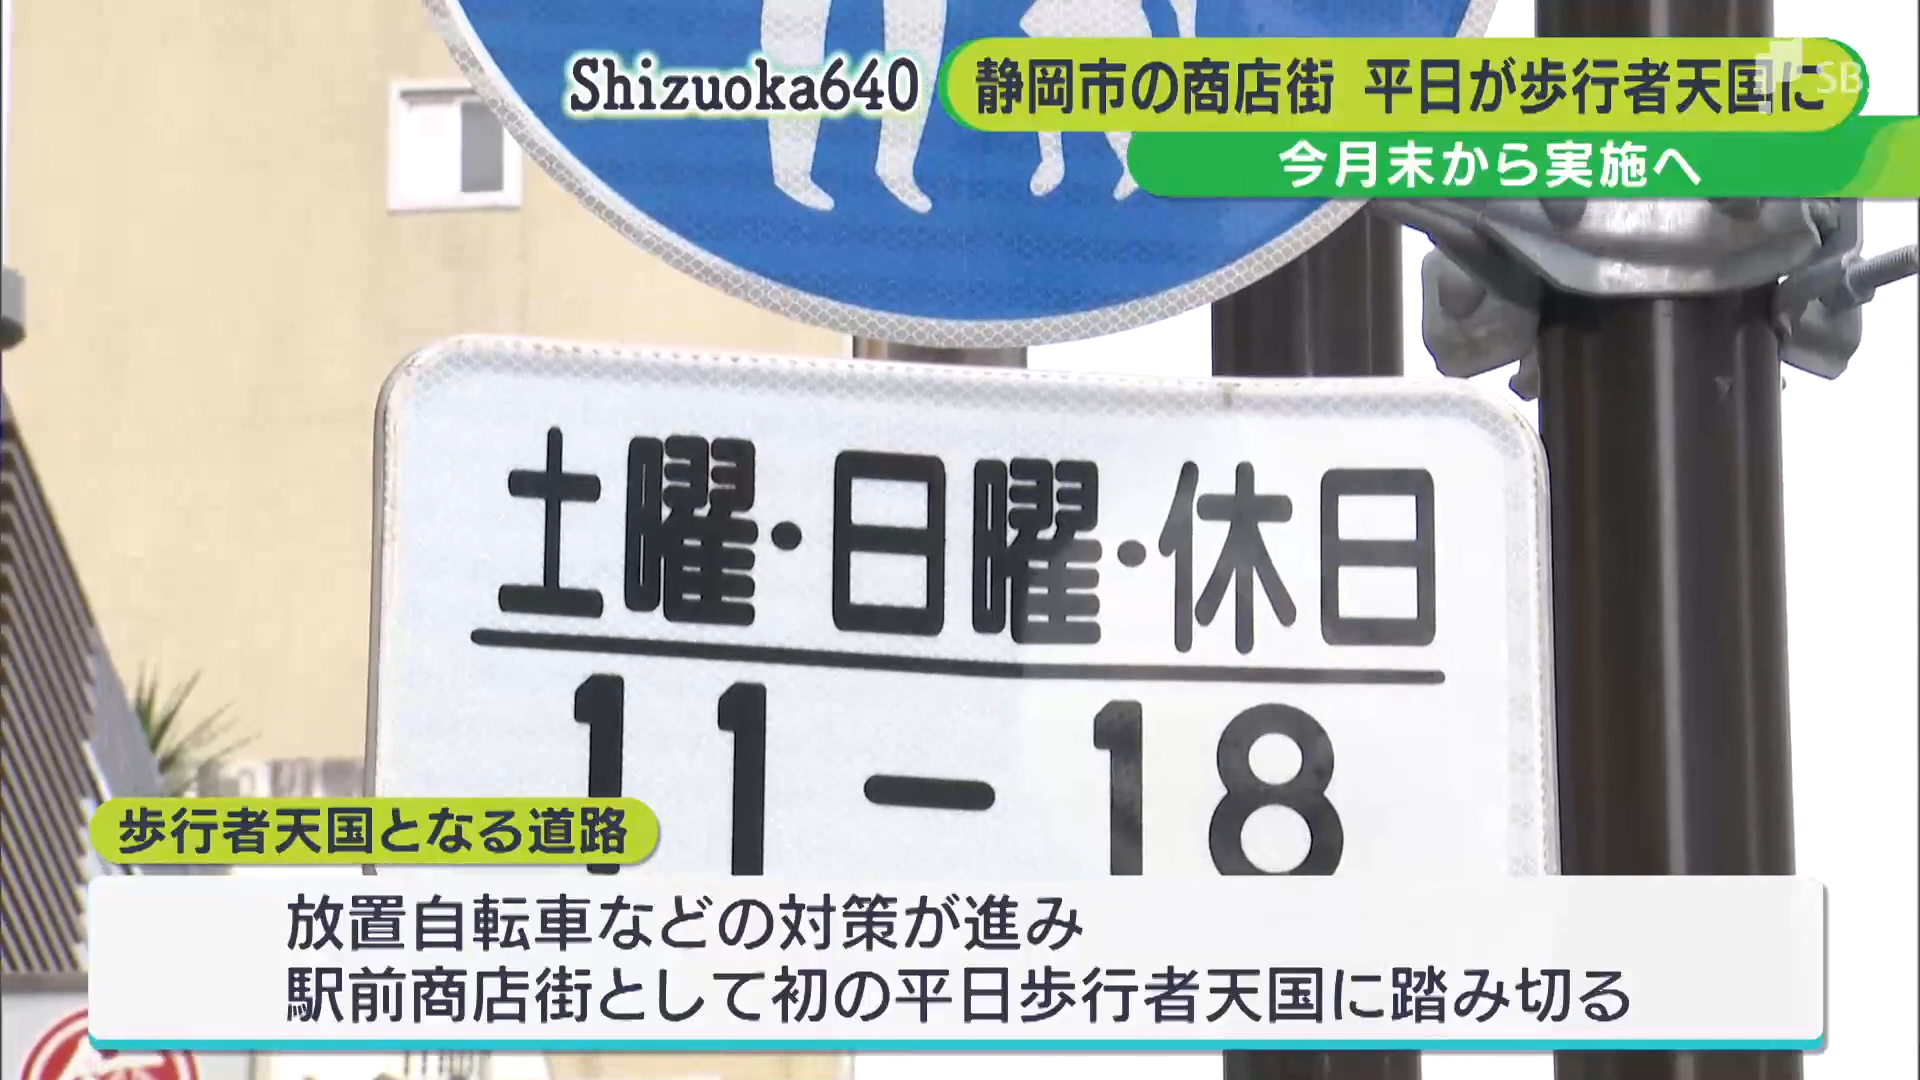 Shizuoka640
静岡市の商店街 平日が歩行者天国に
SB
今月末から実施へ
土曜・日曜・休日
11-18
歩行者天国となる道路
放置自転車などの対策が進み
駅前商店街として初の平日歩行者天国に踏み切る